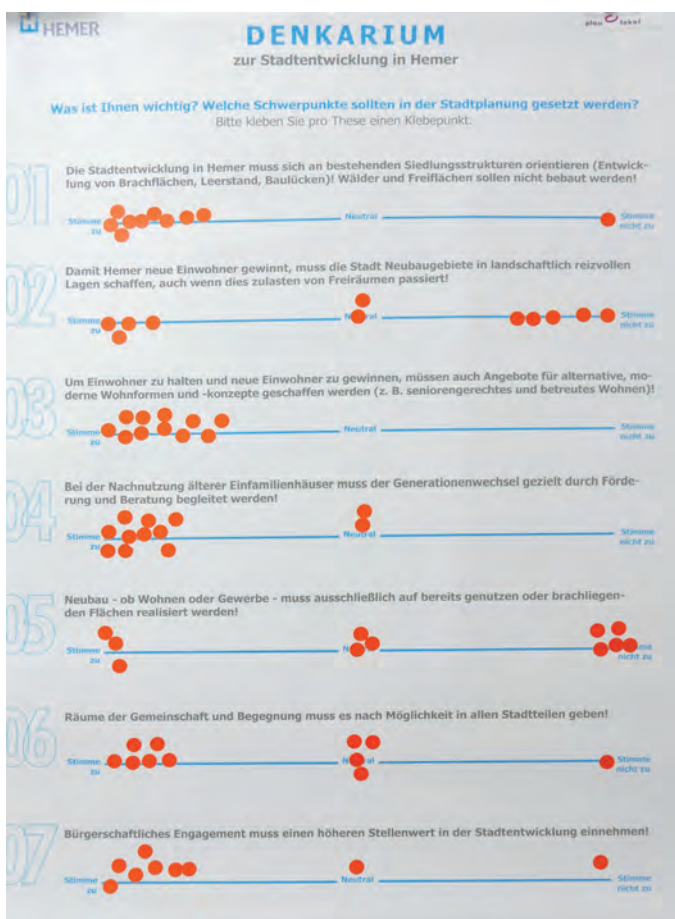 HEMER
plan lokal
DENKARIUM
zur Stadtentwicklung in Hemer
Was ist Ihnen wichtig? Welche Schwerpunkte sollten in der Stadtplanung gesetzt werden?
Bitte kleben Sie pro These einen Klebepunkt.
01
Die Stadtentwicklung in Hemer muss sich an bestehenden Siedlungsstrukturen orientieren (Entwick-
lung von Brachflächen, Leerstand, Baulücken)! Wälder und Freiflächen sollen nicht bebaut werden!
Stimme zu
Neutral
Stimme nicht zu
02
Damit Hemer neue Einwohner gewinnt, muss die Stadt Neubaugebiete in landschaftlich reizvollen
Lagen schaffen, auch wenn dies zulasten von Freiräumen passiert!
Stimme zu
Stimme nicht zu
03
Um Einwohner zu halten und neue Einwohner zu gewinnen, müssen auch Angebote für alternative, mo-
derne Wohnformen und -konzepte geschaffen werden (z. B. seniorengerechtes und betreutes Wohnen)!
Stimme zu
Neutral
Stimme nicht zu
04
Bei der Nachnutzung älterer Einfamilienhäuser muss der Generationenwechsel gezielt durch Förde-
rung und Beratung begleitet werden!
Stimme zu
Neutral
Stimme nicht zu
05
Neubau - ob Wohnen oder Gewerbe - muss ausschließlich auf bereits genutzen oder brachliegen-
den Flächen realisiert werden!
Stimme zu
nicht zu
06
Räume der Gemeinschaft und Begegnung muss es nach Möglichkeit in allen Stadtteilen geben!
Stimme zu
Stimme nicht zu
07
Bürgerschaftliches Engagement muss einen höheren Stellenwert in der Stadtentwicklung einnehmen!
Stimme zu
Neutral
Stimme nicht zu